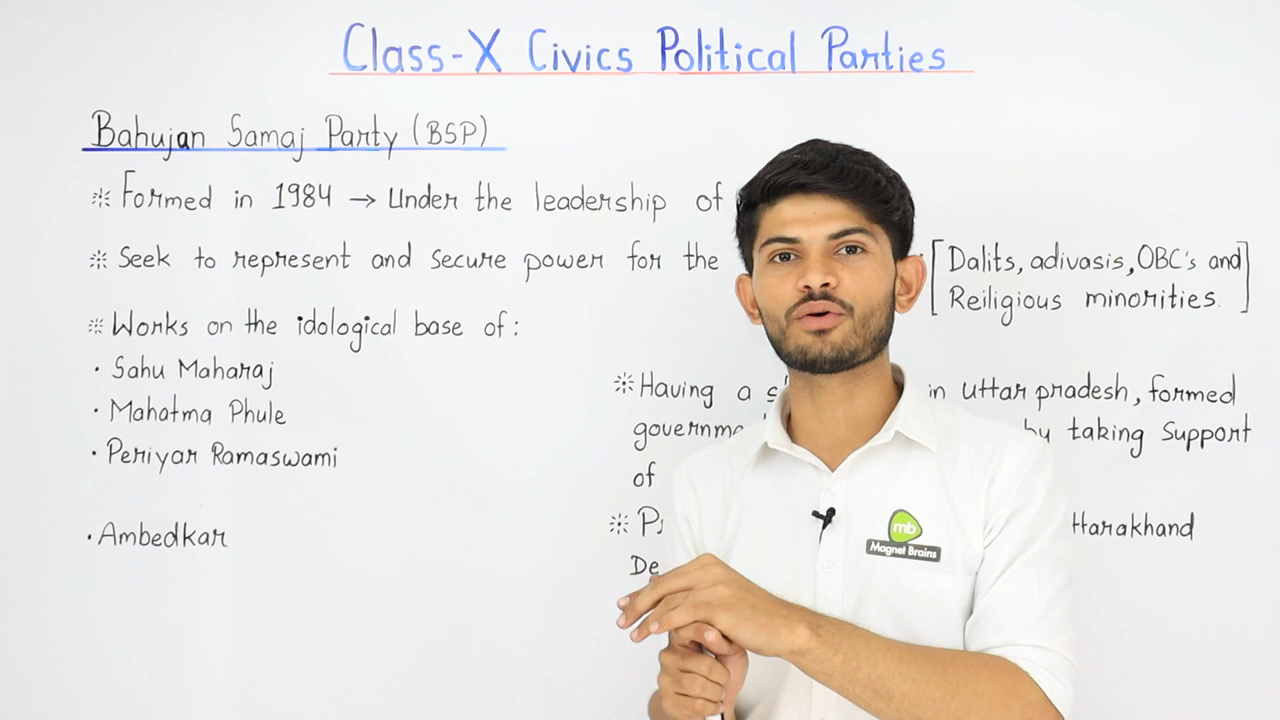 Class-X Civics Political Parties
Bahujan Samaj Party (BSP)
Formed in 1984 → Under the leadership of
Seek to represent and secure power for the [Dalits, adivasis, OBC's and
Reiligious minorities.]
Works on the idological base of:
· Sahu Maharaj
· Mahatma Phule
· Periyar Ramaswami
· Ambedkar
Having a in uttar pradesh, formed
by taking Support
of
De
mb
Magnet Brains